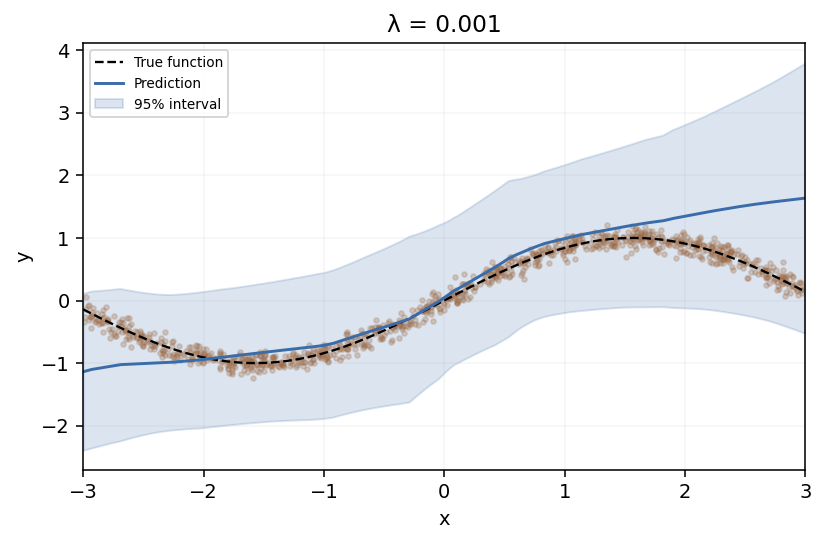 λ = 0.001
True function
Prediction
95% interval
y
4
3
2
1
0
−1
−2
−3 −2 −1 0 1 2 3
x